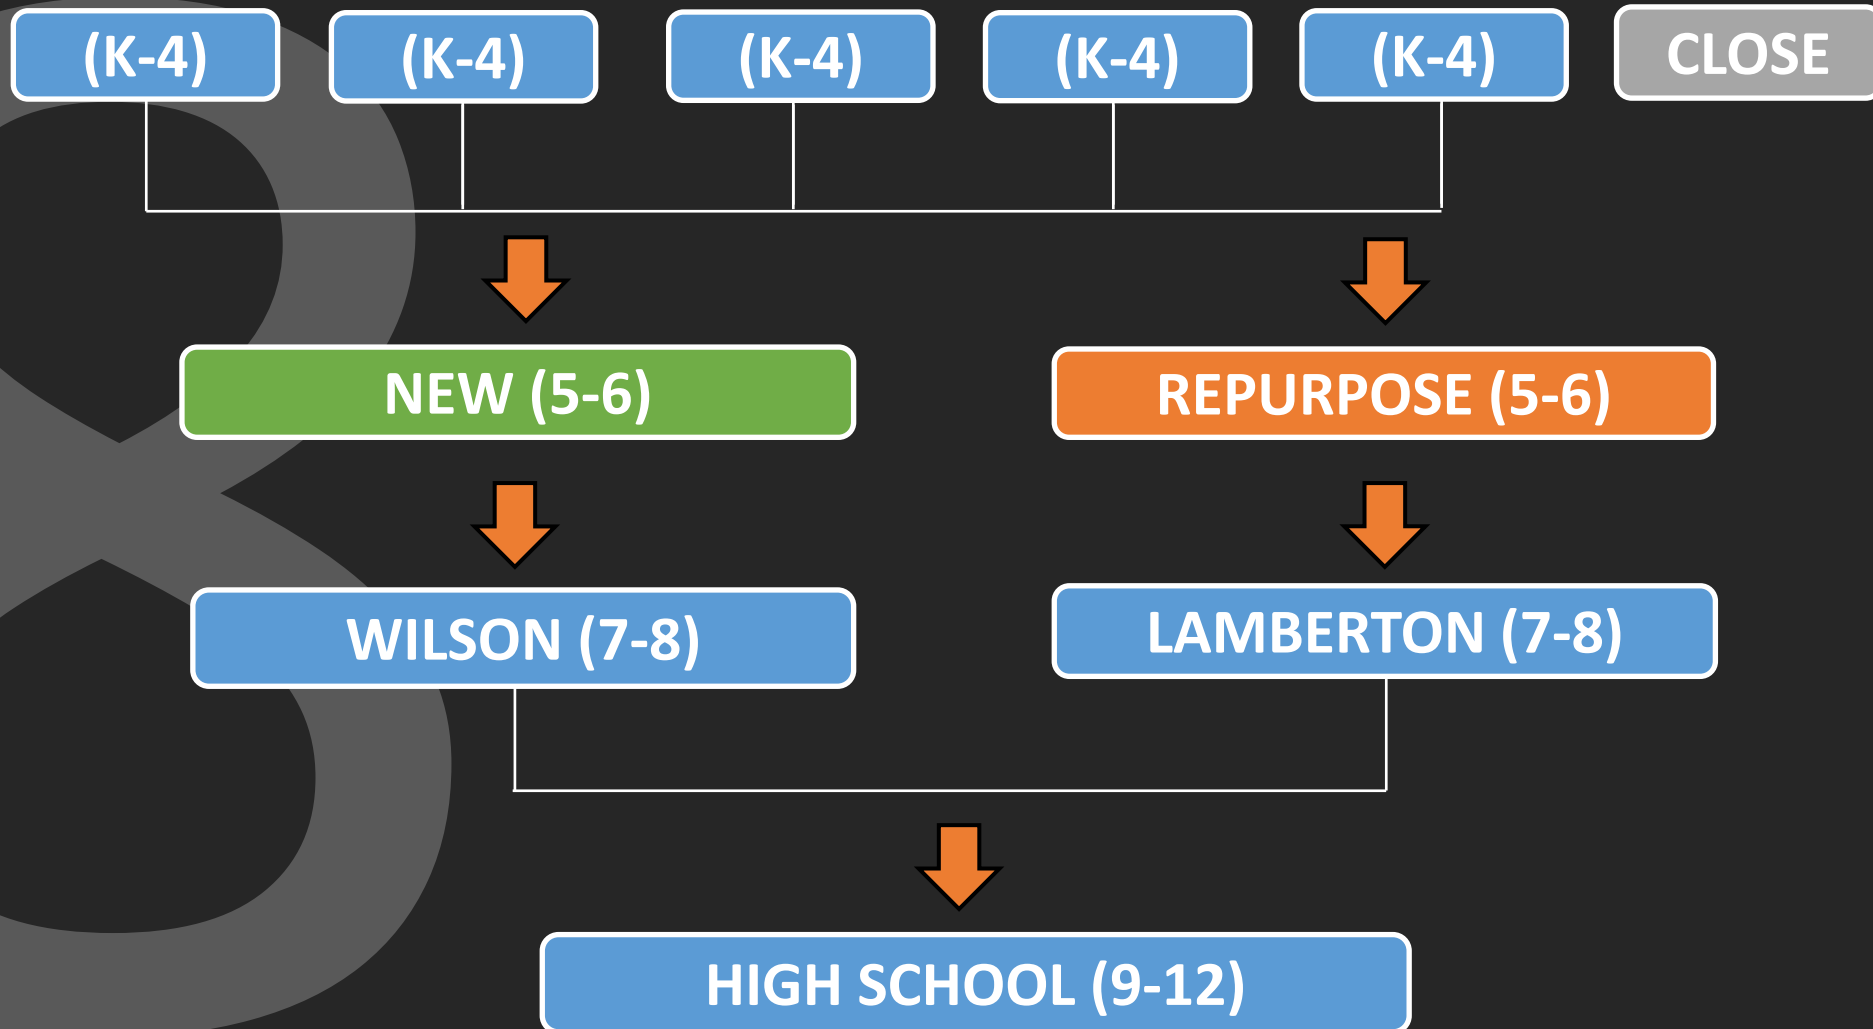 (K-4)
(K-4)
(K-4)
(K-4)
(K-4)
CLOSE
NEW (5-6)
REPURPOSE (5-6)
WILSON (7-8)
LAMBERTON (7-8)
HIGH SCHOOL (9-12)
8